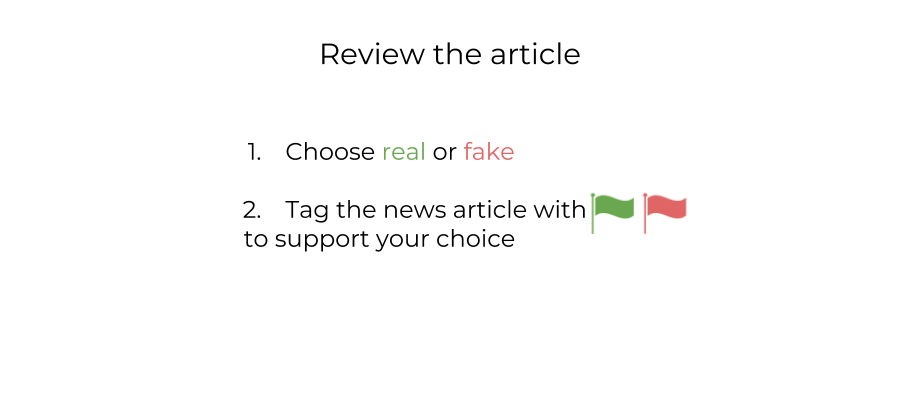 Review the article
1. Choose real or fake
2. Tag the news article with
to support your choice